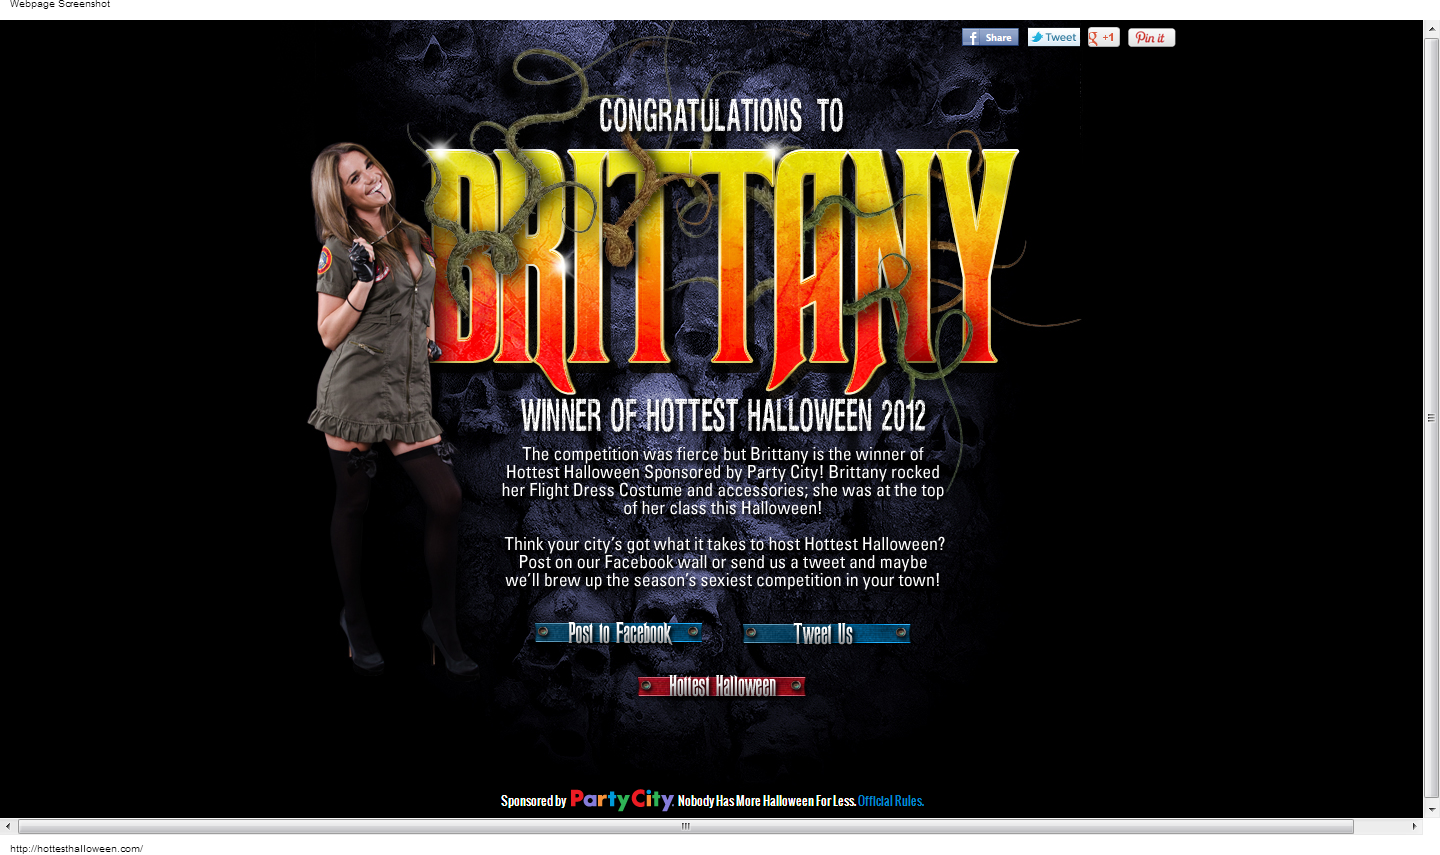 Webpage Screenshot
Share
Tweet
+1
Pin it
CONGRATULATIONS TO
BRITTANY
WINNER OF HOTTEST HALLOWEEN 2012
The competition was fierce but Brittany is the winner of
Hottest Halloween Sponsored by Party City! Brittany rocked
her Flight Dress Costume and accessories; she was at the top
of her class this Halloween!
Think your city's got what it takes to host Hottest Halloween?
Post on our Facebook wall or send us a tweet and maybe
we'll brew up the season's sexiest competition in your town!
Post to Facebook
Tweet Us
Hottest Halloween
Sponsored by Party City. Nobody Has More Halloween For Less. Official Rules.
http://hottesthalloween.com/